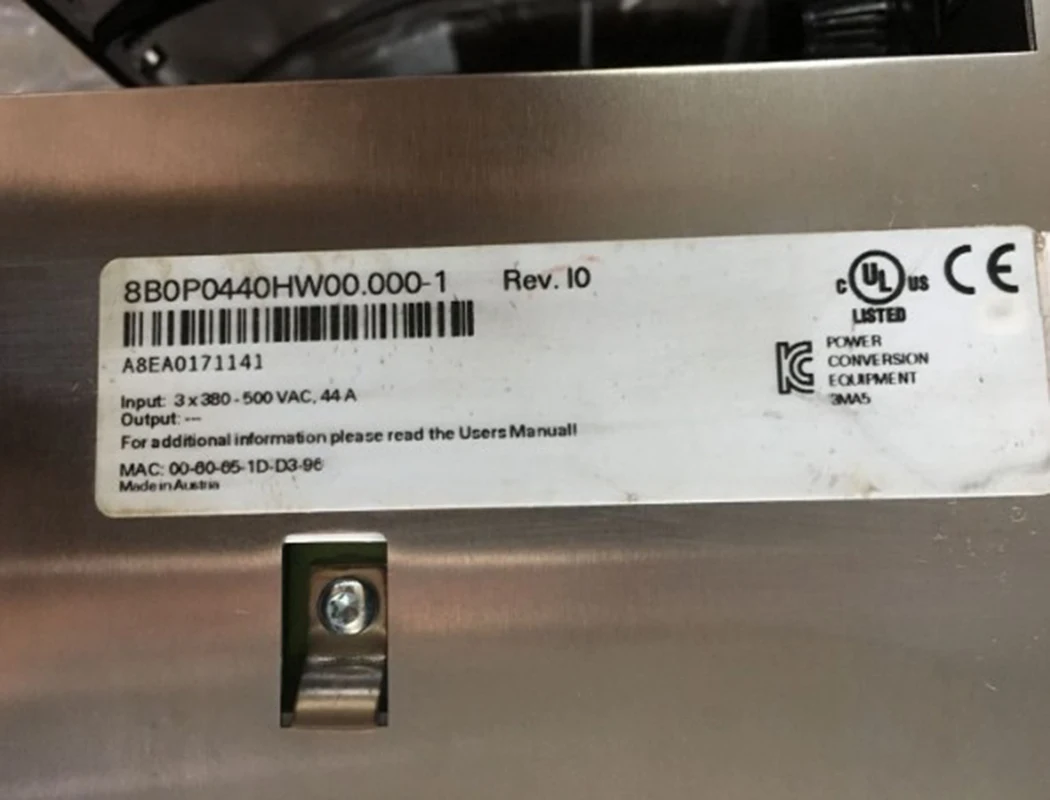 8B0P0440HW00.000-1 Rev. I0
A8EA0171141
Input: 3 x 380 - 500 VAC, 44 A
Output: ---
For additional information please read the Users Manual!
MAC: 00-60-65-1D-D3-96
Made in Austria
C UL US CE
LISTED
KC POWER
CONVERSION
EQUIPMENT
3MA5